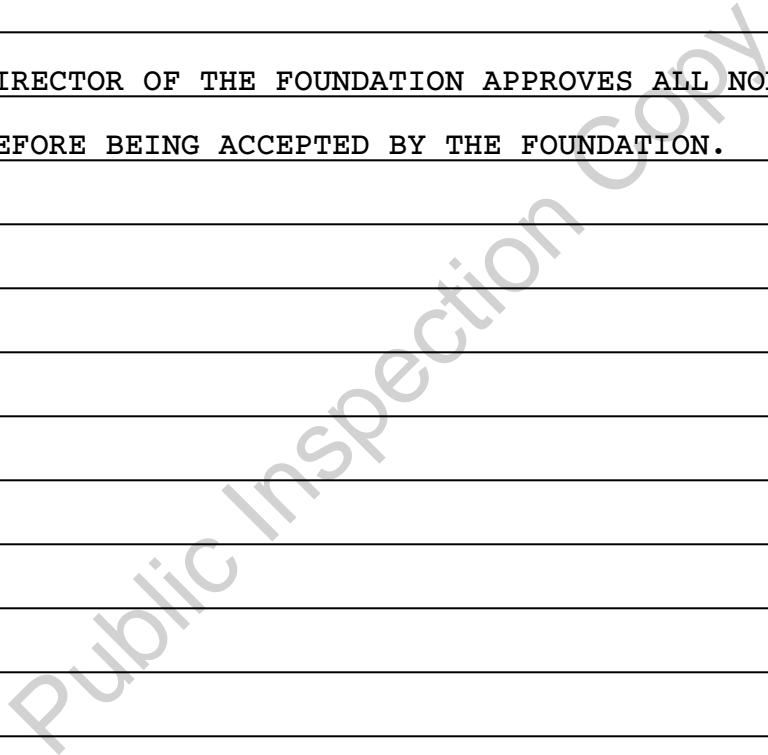 IRECTOR OF THE FOUNDATION APPROVES ALL NO
EFORE BEING ACCEPTED BY THE FOUNDATION.
Public Inspection Copy